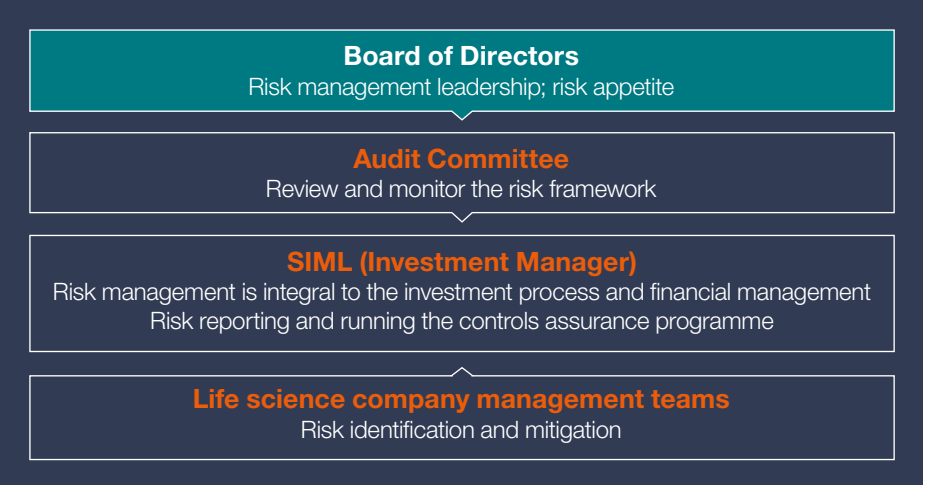 Board of Directors
Risk management leadership; risk appetite
Audit Committee
Review and monitor the risk framework
SIML (Investment Manager)
Risk management is integral to the investment process and financial management
Risk reporting and running the controls assurance programme
Life science company management teams
Risk identification and mitigation